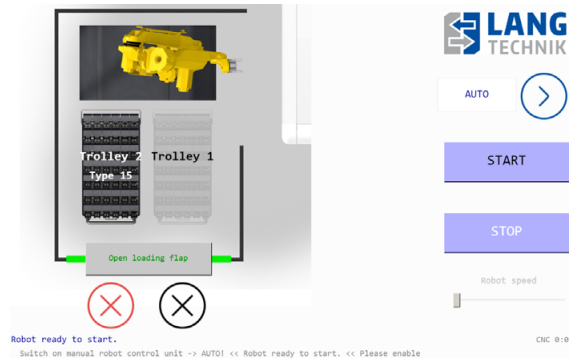 LANG
TECHNIK
AUTO
Trolley 2
Trolley 1
Type 15
START
STOP
Open loading flap
Robot speed
Robot ready to start.
CNC 0:0
Switch on manual robot control unit -> AUTO! << Robot ready to start. << Please enable